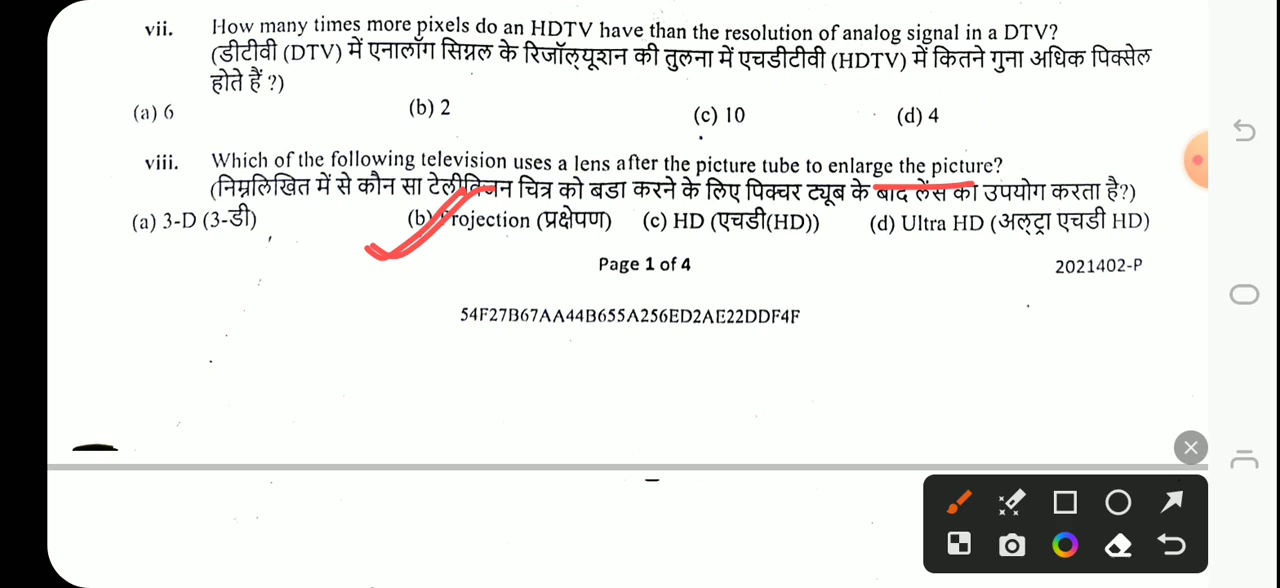 vii. How many times more pixels do an HDTV have than the resolution of analog signal in a DTV?
(डीटीवी (DTV) में एनालॉग सिग्नल के रिजॉल्यूशन की तुलना में एचडीटीवी (HDTV) में कितने गुना अधिक पिक्सेल
होते हैं ?)
(a) 6 (b) 2 (c) 10 (d) 4
viii. Which of the following television uses a lens after the picture tube to enlarge the picture?
(निम्नलिखित में से कौन सा टेलीविजन चित्र को बडा करने के लिए पिक्चर ट्यूब के बाद लेंस का उपयोग करता है?)
(a) 3-D (3-डी) (b) Projection (प्रक्षेपण) (c) HD (एचडी(HD)) (d) Ultra HD (अल्ट्रा एचडी HD)
Page 1 of 4 2021402-P
54F27B67AA44B655A256ED2AE22DDF4F